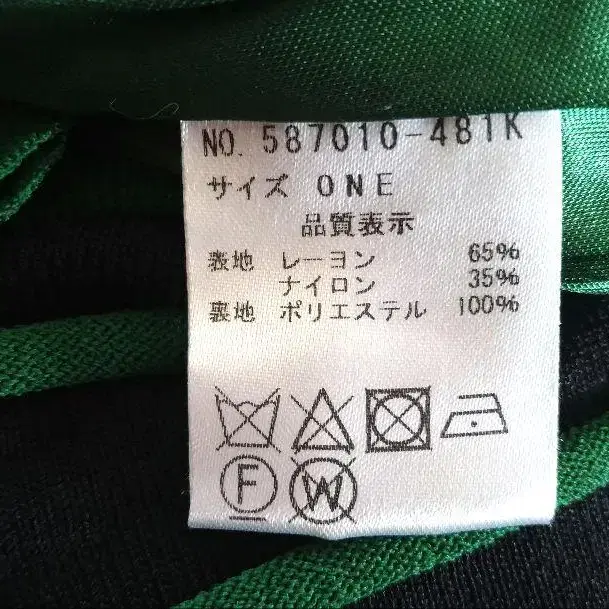 NO. 587010-481K
サイズ ONE
品質表示
表地 レーヨン 65%
ナイロン 35%
裏地 ポリエステル 100%
F W